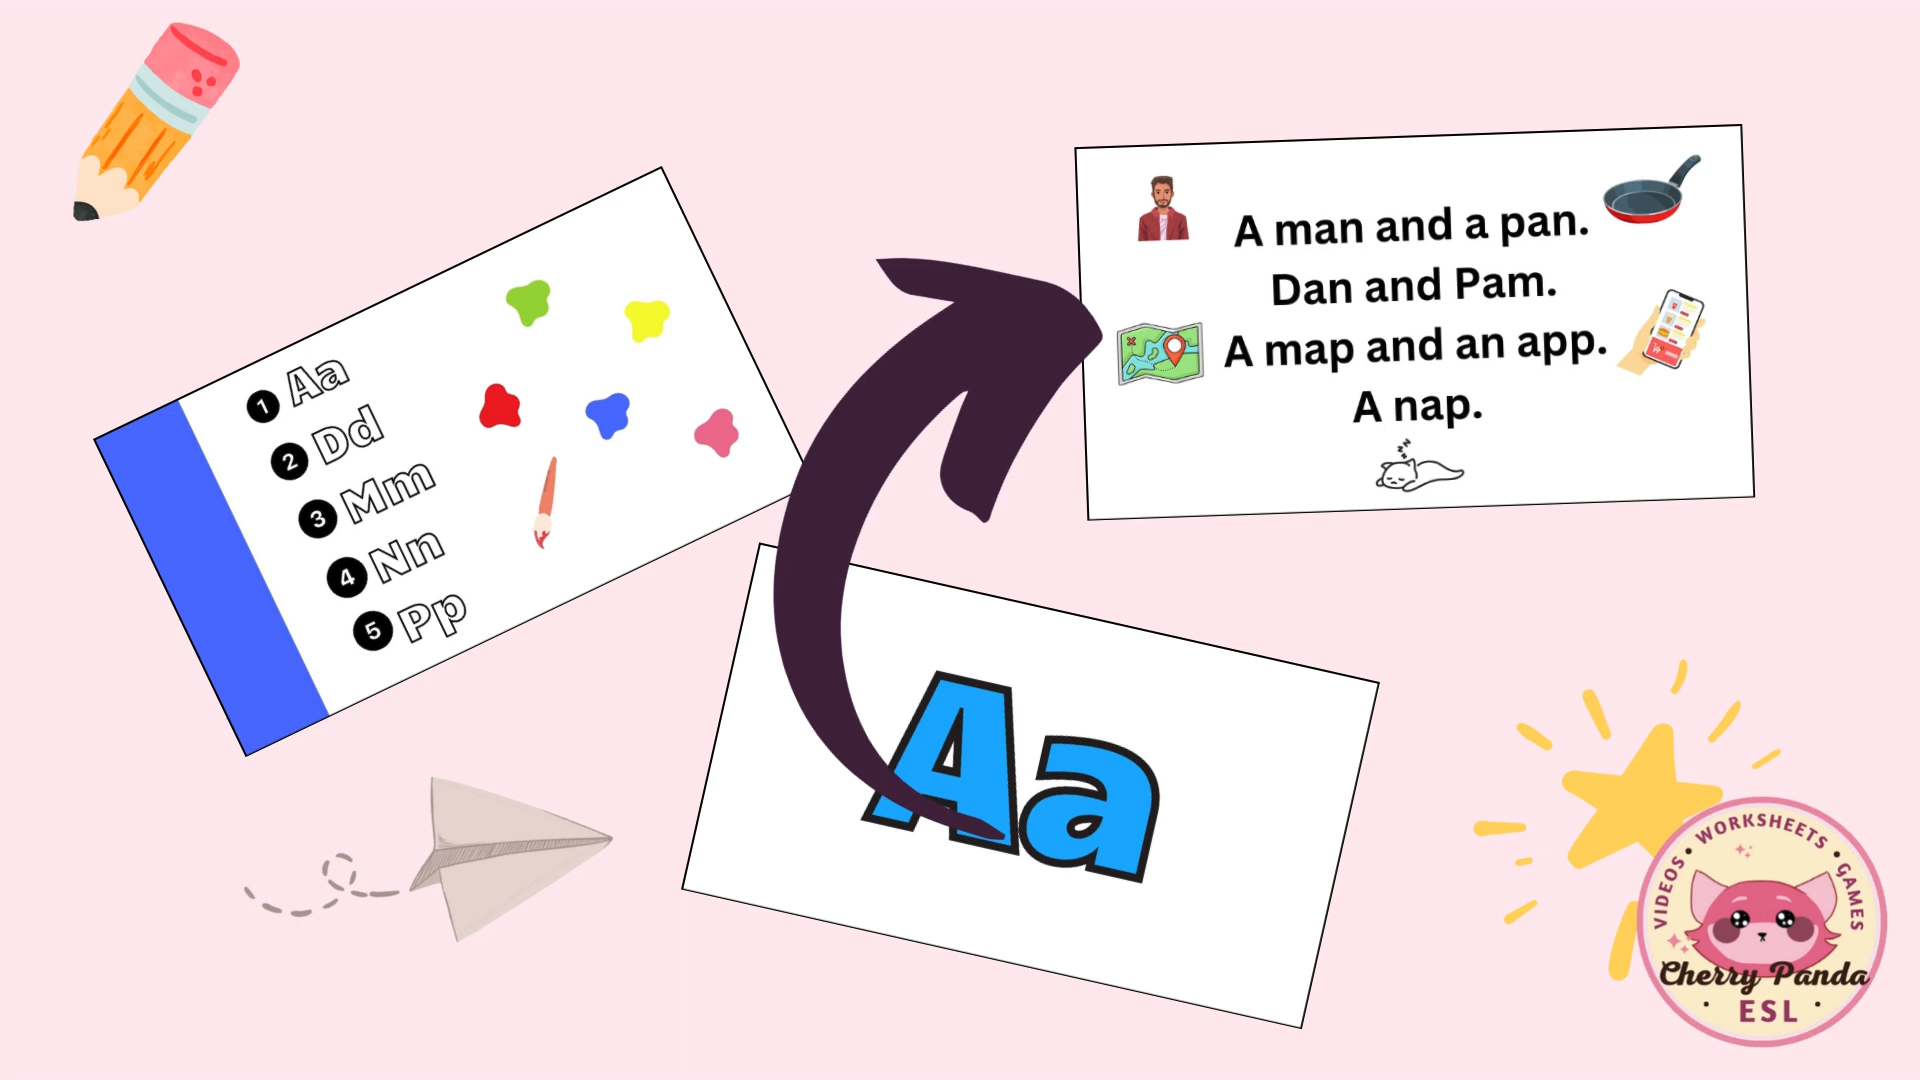 1 Aa
2 Dd
3 Mm
4 Nn
5 Pp
A man and a pan.
Dan and Pam.
A map and an app.
A nap.
z z z
Aa
VIDEOS • WORKSHEETS • GAMES
Cherry Panda
• ESL •